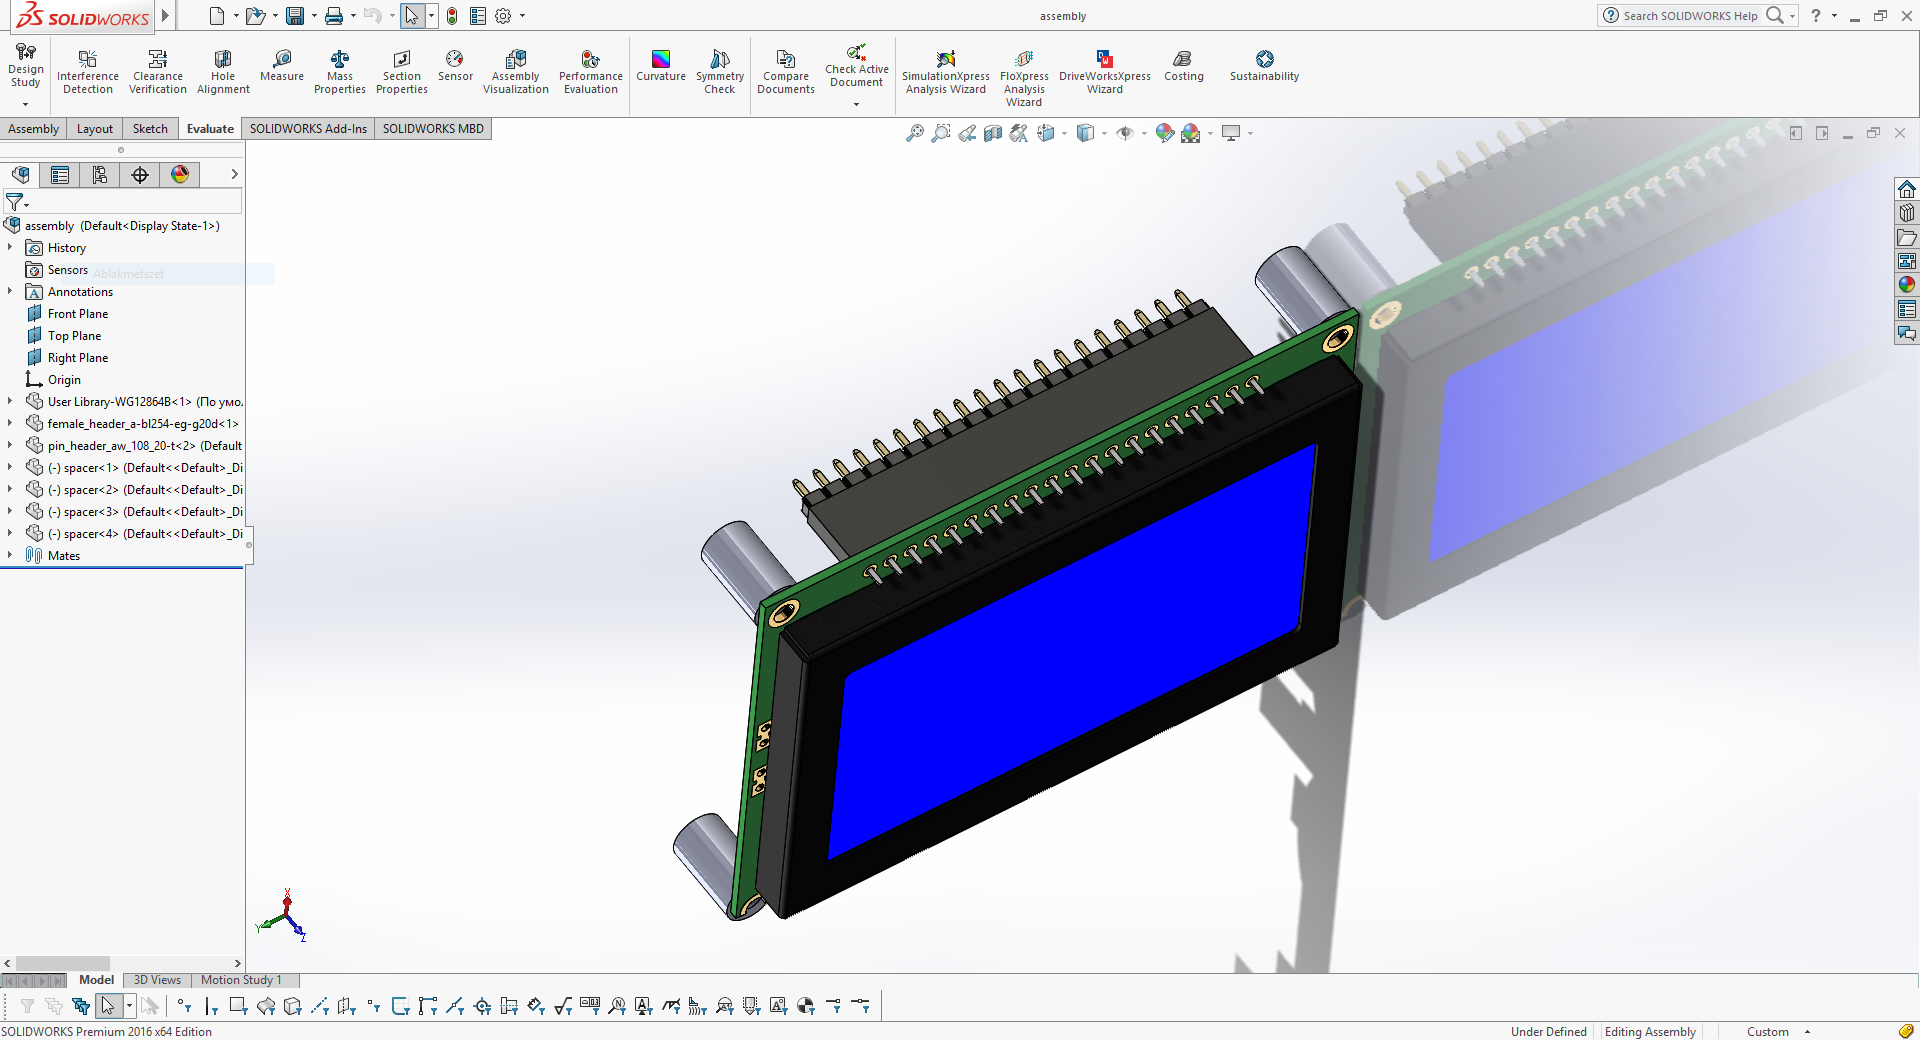 SOLIDWORKS
assembly
Search SOLIDWORKS Help
?
Design Study
Interference Detection
Clearance Verification
Hole Alignment
Measure
Mass Properties
Section Properties
Sensor
Assembly Visualization
Performance Evaluation
Curvature
Symmetry Check
Compare Documents
Check Active Document
SimulationXpress Analysis Wizard
FloXpress Analysis Wizard
DriveWorksXpress Wizard
Costing
Sustainability
Assembly
Layout
Sketch
Evaluate
SOLIDWORKS Add-Ins
SOLIDWORKS MBD
assembly (Default<Display State-1>)
History
Sensors
Ablakmetszet
Annotations
Front Plane
Top Plane
Right Plane
Origin
User Library-WG12864B<1> (По умо.
female_header_a-bl254-eg-g20d<1>
pin_header_aw_108_20-t<2> (Default
(-) spacer<1> (Default<<Default>_Di
(-) spacer<2> (Default<<Default>_Di
(-) spacer<3> (Default<<Default>_Di
(-) spacer<4> (Default<<Default>_Di
Mates
X
Y
Z
Model
3D Views
Motion Study 1
SOLIDWORKS Premium 2016 x64 Edition
Under Defined
Editing Assembly
Custom